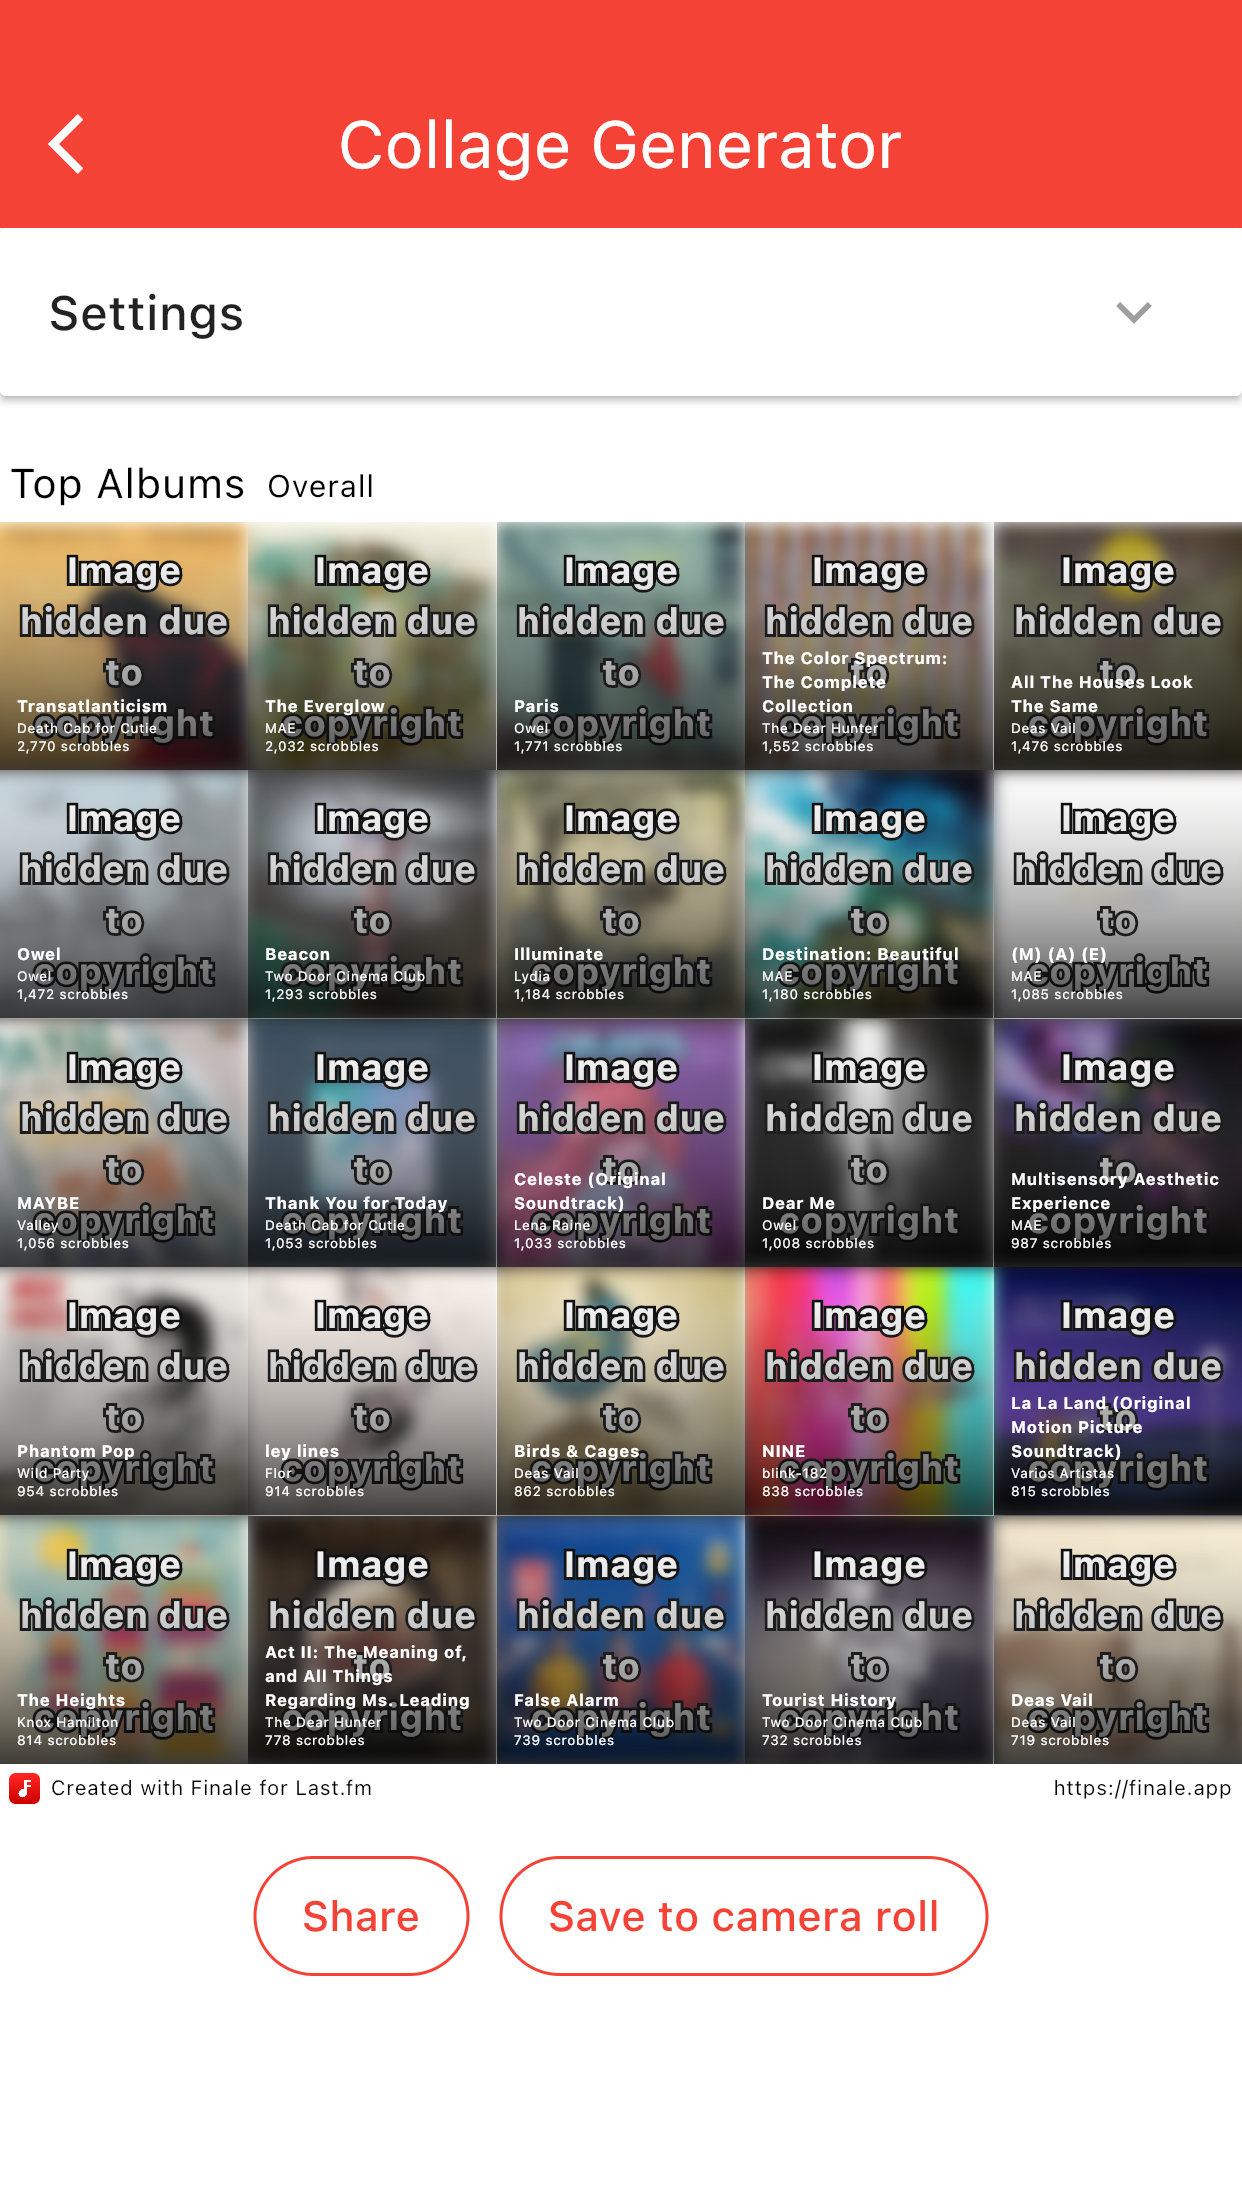 Collage Generator
Settings
Top Albums Overall
Image
hidden due
to
copyright
Transatlanticism
Death Cab for Cutie
2,770 scrobbles
Image
hidden due
to
copyright
The Everglow
MAE
2,032 scrobbles
Image
hidden due
to
copyright
Paris
Owel
1,771 scrobbles
Image
hidden due
to
copyright
The Color Spectrum:
The Complete
Collection
The Dear Hunter
1,552 scrobbles
Image
hidden due
to
copyright
All The Houses Look
The Same
Deas Vail
1,476 scrobbles
Image
hidden due
to
copyright
Owel
Owel
1,472 scrobbles
Image
hidden due
to
copyright
Beacon
Two Door Cinema Club
1,293 scrobbles
Image
hidden due
to
copyright
Illuminate
Lydia
1,184 scrobbles
Image
hidden due
to
copyright
Destination: Beautiful
MAE
1,180 scrobbles
Image
hidden due
to
copyright
(M) (A) (E)
MAE
1,085 scrobbles
Image
hidden due
to
copyright
MAYBE
Valley
1,056 scrobbles
Image
hidden due
to
copyright
Thank You for Today
Death Cab for Cutie
1,053 scrobbles
Image
hidden due
to
copyright
Celeste (Original
Soundtrack)
Lena Raine
1,033 scrobbles
Image
hidden due
to
copyright
Dear Me
Owel
1,008 scrobbles
Image
hidden due
to
copyright
Multisensory Aesthetic
Experience
MAE
987 scrobbles
Image
hidden due
to
copyright
Phantom Pop
Wild Party
954 scrobbles
Image
hidden due
to
copyright
ley lines
Flor
914 scrobbles
Image
hidden due
to
copyright
Birds & Cages
Deas Vail
862 scrobbles
Image
hidden due
to
copyright
NINE
blink-182
838 scrobbles
Image
hidden due
to
copyright
La La Land (Original
Motion Picture
Soundtrack)
Varios Artistas
815 scrobbles
Image
hidden due
to
copyright
The Heights
Knox Hamilton
814 scrobbles
Image
hidden due
to
copyright
Act II: The Meaning of,
and All Things
Regarding Ms. Leading
The Dear Hunter
778 scrobbles
Image
hidden due
to
copyright
False Alarm
Two Door Cinema Club
739 scrobbles
Image
hidden due
to
copyright
Tourist History
Two Door Cinema Club
732 scrobbles
Image
hidden due
to
copyright
Deas Vail
Deas Vail
719 scrobbles
Created with Finale for Last.fm
https://finale.app
Share
Save to camera roll